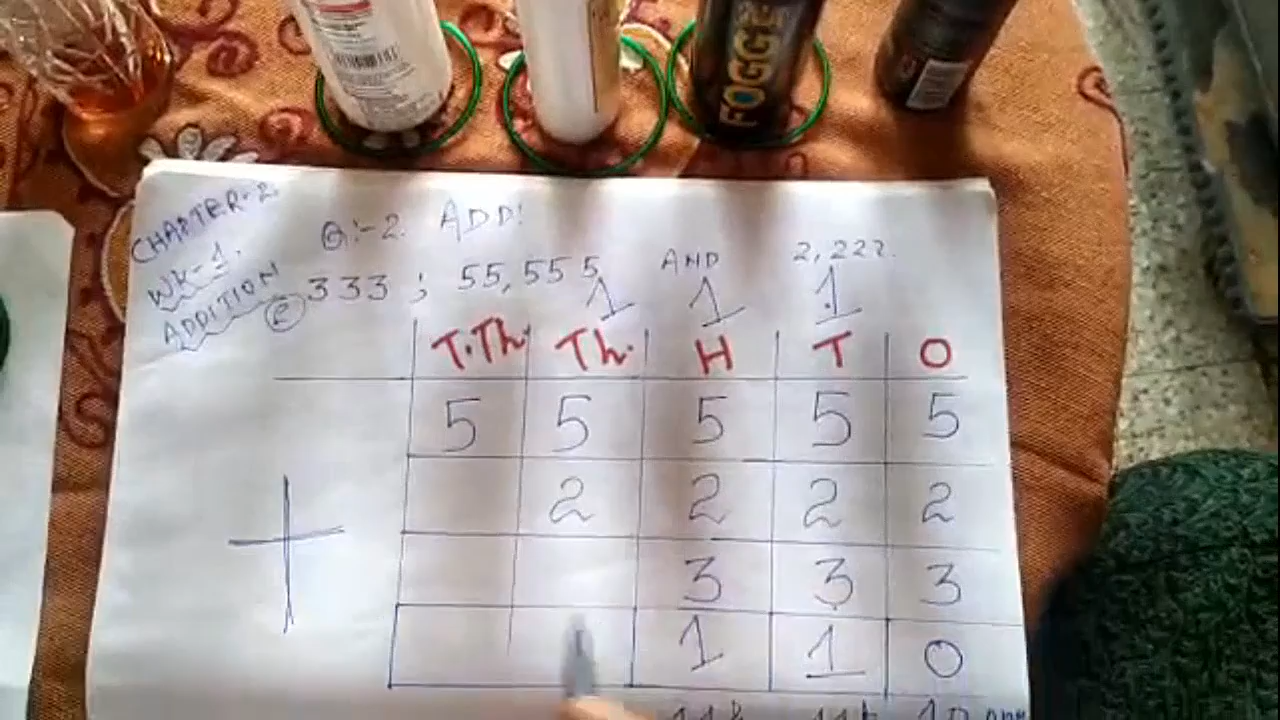 FOGG
CHAPTER-2
WK-1.
ADDITION
Q:-2. ADD!
e 333 ; 55,555 AND 2,222.
1 1 1
T.Th. Th. H T O
5 5 5 5 5
2 2 2 2
+ 3 3 3
1 1 0